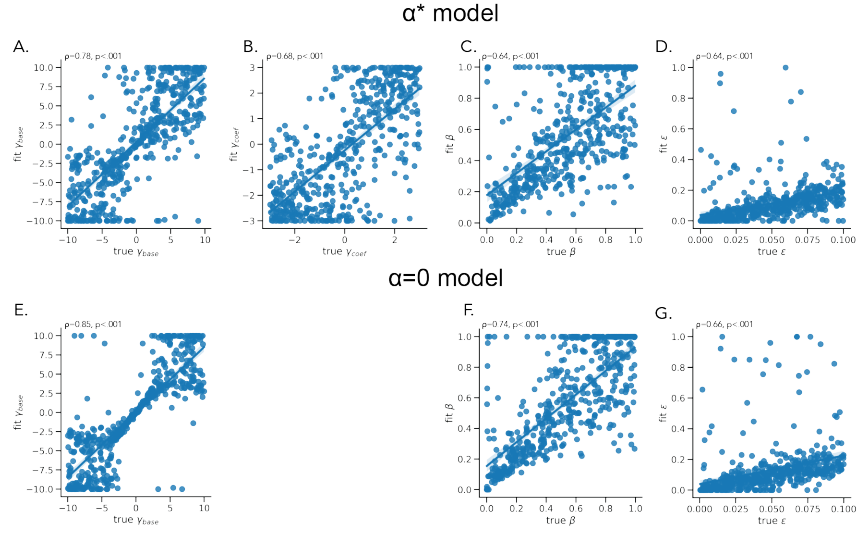 α* model
A.
ρ=0.78, p<.001
10.0
7.5
5.0
2.5
0.0
−2.5
−5.0
−7.5
−10.0
fit γbase
−10 −5 0 5 10
true γbase
B.
ρ=0.68, p<.001
3
2
1
0
−1
−2
−3
fit γcoef
−2 0 2
true γcoef
C.
ρ=0.64, p<.001
1.0
0.8
0.6
0.4
0.2
0.0
fit β
0.0 0.2 0.4 0.6 0.8 1.0
true β
D.
ρ=0.64, p<.001
1.0
0.8
0.6
0.4
0.2
0.0
fit ε
0.000 0.025 0.050 0.075 0.100
true ε
α=0 model
E.
ρ=0.85, p<.001
10.0
7.5
5.0
2.5
0.0
−2.5
−5.0
−7.5
−10.0
fit γbase
−10 −5 0 5 10
true γbase
F.
ρ=0.74, p<.001
1.0
0.8
0.6
0.4
0.2
0.0
fit β
0.0 0.2 0.4 0.6 0.8 1.0
true β
G.
ρ=0.66, p<.001
1.0
0.8
0.6
0.4
0.2
0.0
fit ε
0.000 0.025 0.050 0.075 0.100
true ε